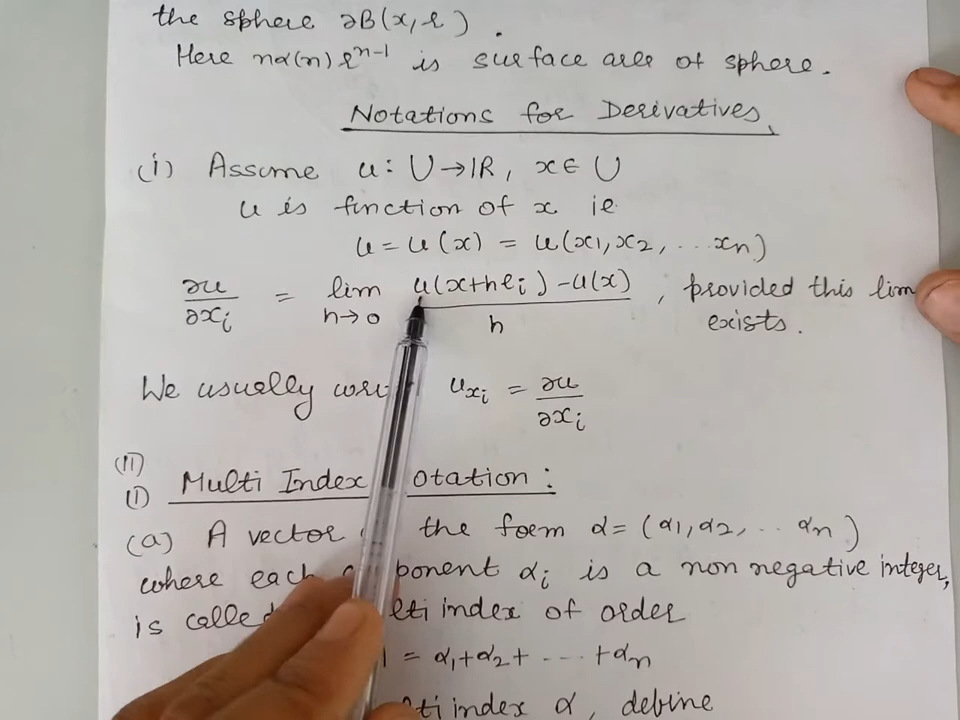 the sphere ∂B(x, r).
Here nα(n) r^{n-1} is surface area of sphere.
Notations for Derivatives,
(i) Assume u: U→IR, x∈ U
u is function of x ie
u = u(x) = u(x1, x2, ... xn)
∂u/∂xi = lim h→0 u(x+hei) - u(x) / h, provided this lim
exists.
We usually u_{xi} = ∂u/∂xi
(II)
(I) Multi Index otation :
(a) A vector the form α = (α1, α2, .. αn)
where each ponent αi is a non negative integer,
is calle lti index of order
= α1+α2+ ... +αn
lti index α, define